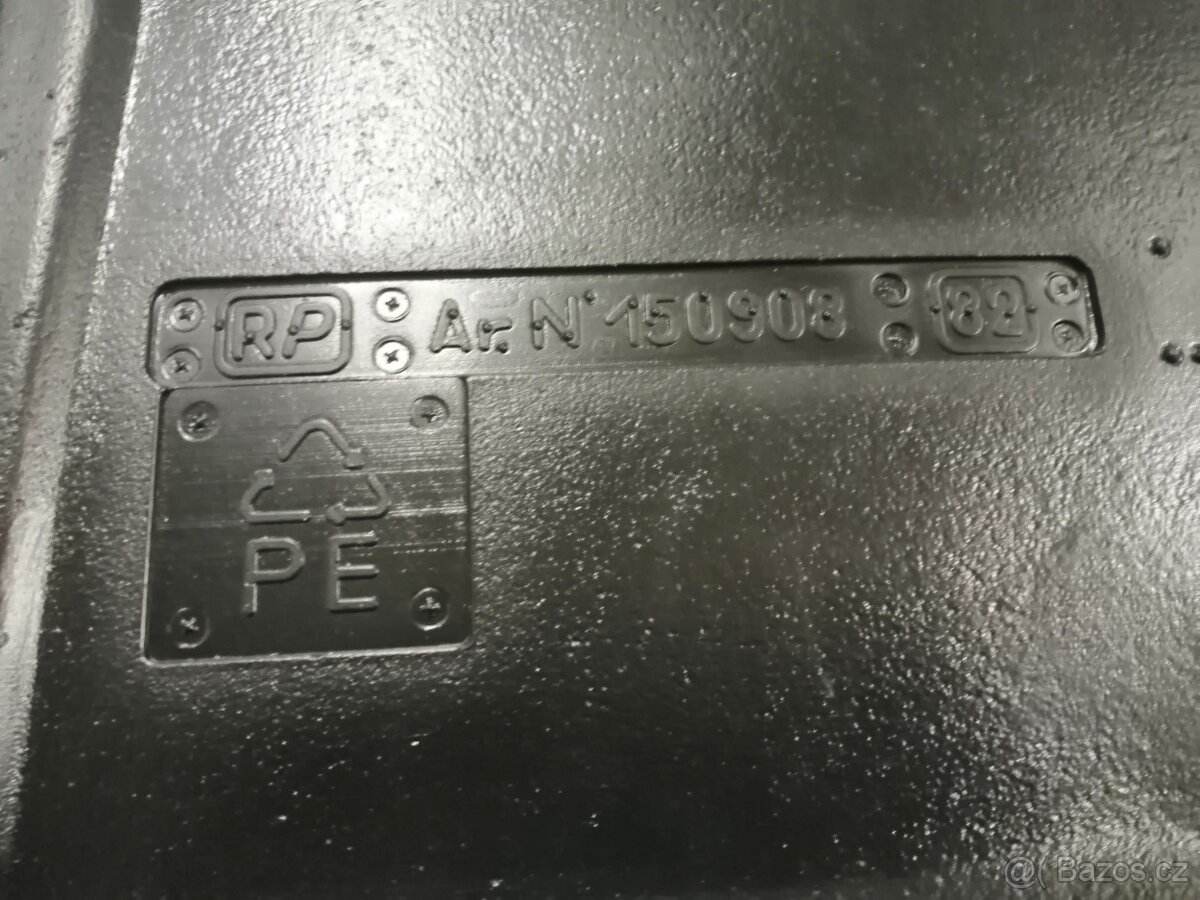 RP Ar. N° 150908 82
PE
@( Bazos.cz